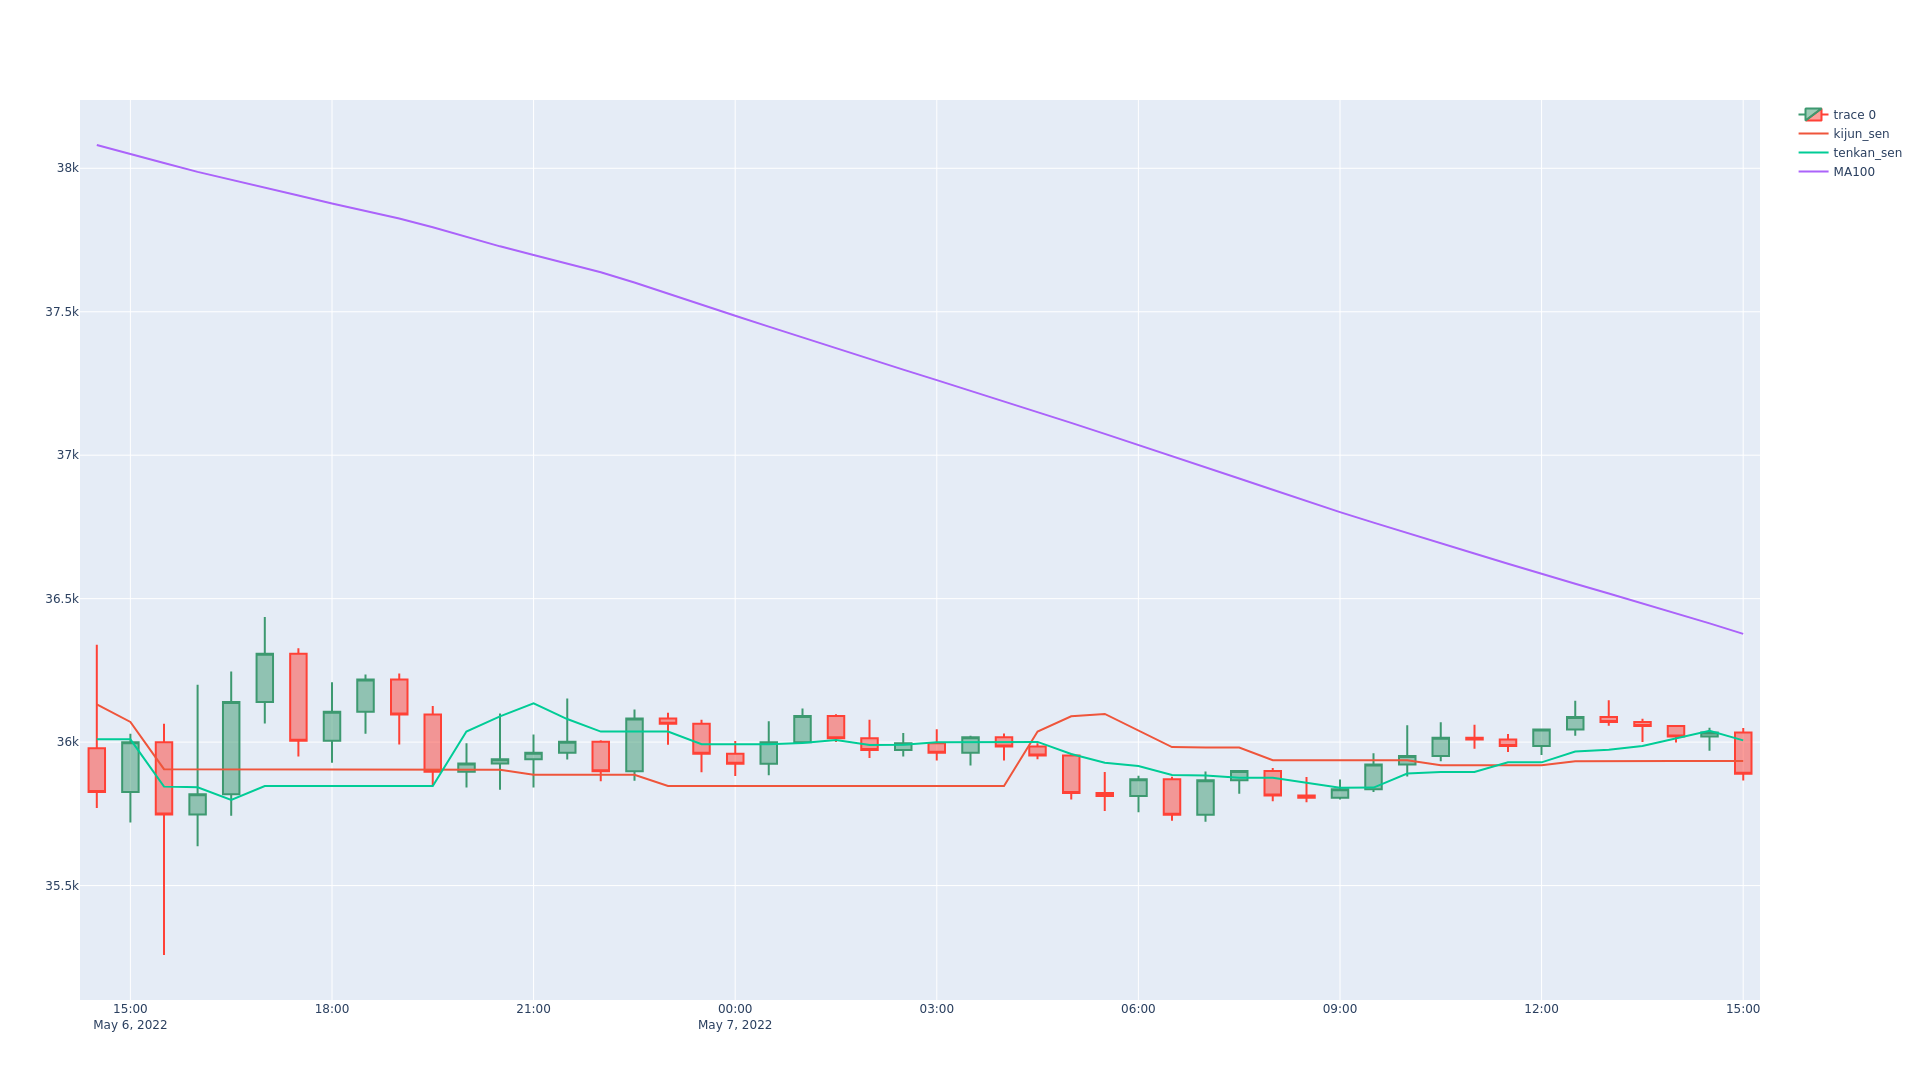 trace 0
kijun_sen
tenkan_sen
MA100
38k
37.5k
37k
36.5k
36k
35.5k
15:00 18:00 21:00 00:00 03:00 06:00 09:00 12:00 15:00
May 6, 2022 May 7, 2022